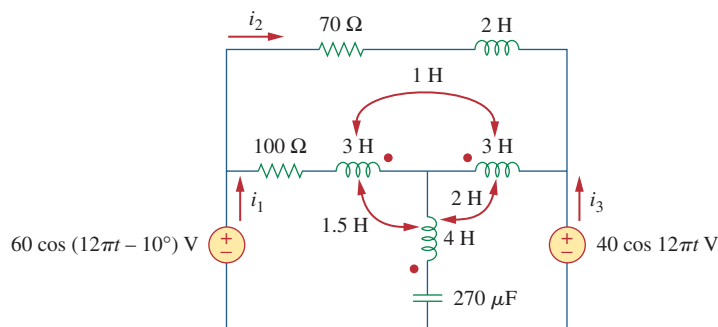 i₂ 70 Ω 2 H
1 H
100 Ω 3 H 3 H
i₁ 1.5 H 2 H i₃
60 cos (12πt – 10°) V + – 4 H + – 40 cos 12πt V
270 μF